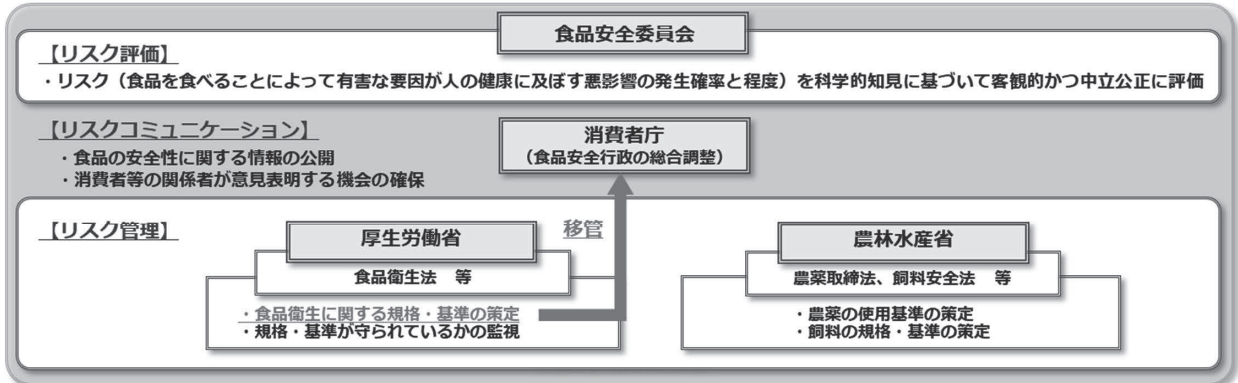 食品安全委員会
【リスク評価】
・リスク（食品を食べることによって有害な要因が人の健康に及ぼす悪影響の発生確率と程度）を科学的知見に基づいて客観的かつ中立公正に評価
【リスクコミュニケーション】
・食品の安全性に関する情報の公開
・消費者等の関係者が意見表明する機会の確保
消費者庁
（食品安全行政の総合調整）
【リスク管理】
厚生労働省
食品衛生法　等
・食品衛生に関する規格・基準の策定
・規格・基準が守られているかの監視
移管
農林水産省
農薬取締法、飼料安全法　等
・農薬の使用基準の策定
・飼料の規格・基準の策定